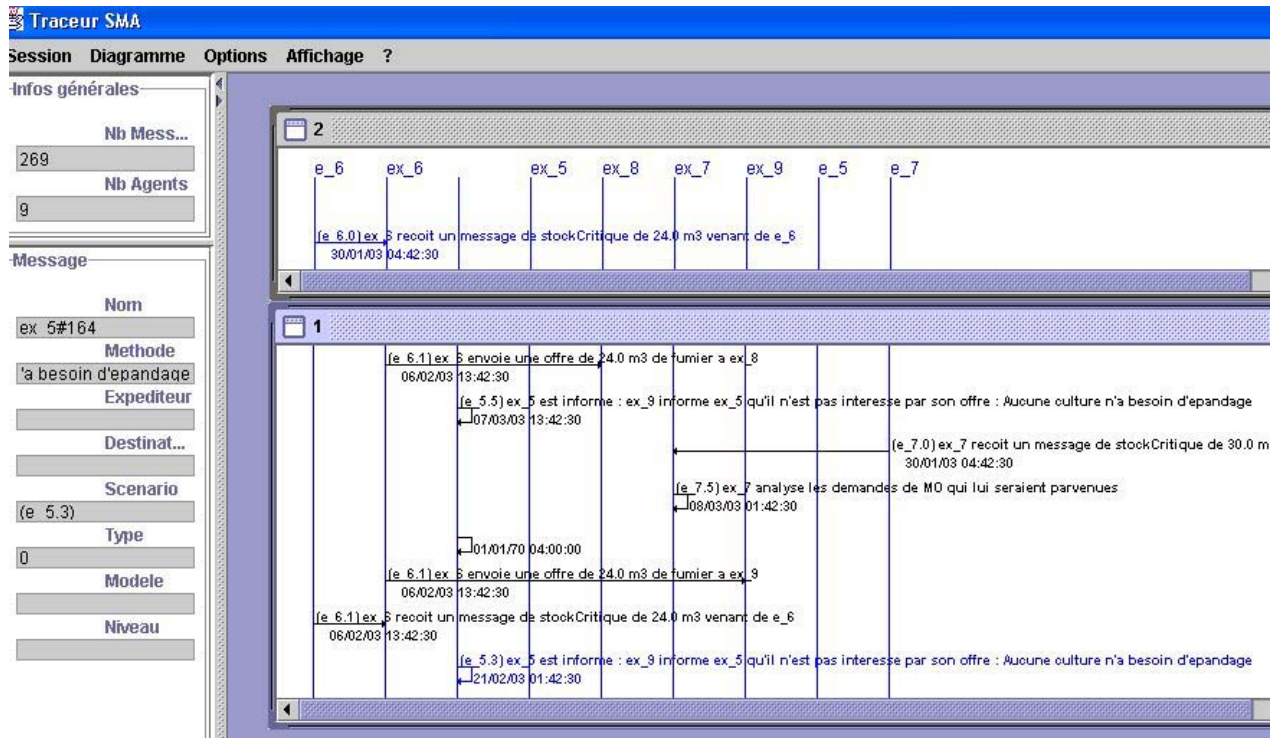 Traceur SMA
Session Diagramme Options Affichage ?
Infos générales
Nb Mess...
269
Nb Agents
9
Message
Nom
ex 5#164
Methode
'a besoin d'epandage
Expediteur
Destinat...
Scenario
(e 5.3)
Type
0
Modele
Niveau
2
e_6 ex_6 ex_5 ex_8 ex_7 ex_9 e_5 e_7
(e_6.0) ex_6 recoit un message de stockCritique de 24.0 m3 venant de e_6
30/01/03 04:42:30
1
(e_6.1) ex_6 envoie une offre de 24.0 m3 de fumier a ex_8
06/02/03 13:42:30
(e_5.5) ex_5 est informe : ex_9 informe ex_5 qu'il n'est pas interesse par son offre : Aucune culture n'a besoin d'epandage
07/03/03 13:42:30
(e_7.0) ex_7 recoit un message de stockCritique de 30.0 m
30/01/03 04:42:30
(e_7.5) ex_7 analyse les demandes de MO qui lui seraient parvenues
08/03/03 01:42:30
01/01/70 04:00:00
(e_6.1) ex_6 envoie une offre de 24.0 m3 de fumier a ex_9
06/02/03 13:42:30
(e_6.1) ex_6 recoit un message de stockCritique de 24.0 m3 venant de e_6
06/02/03 13:42:30
(e_5.3) ex_5 est informe : ex_9 informe ex_5 qu'il n'est pas interesse par son offre : Aucune culture n'a besoin d'epandage
21/02/03 01:42:30